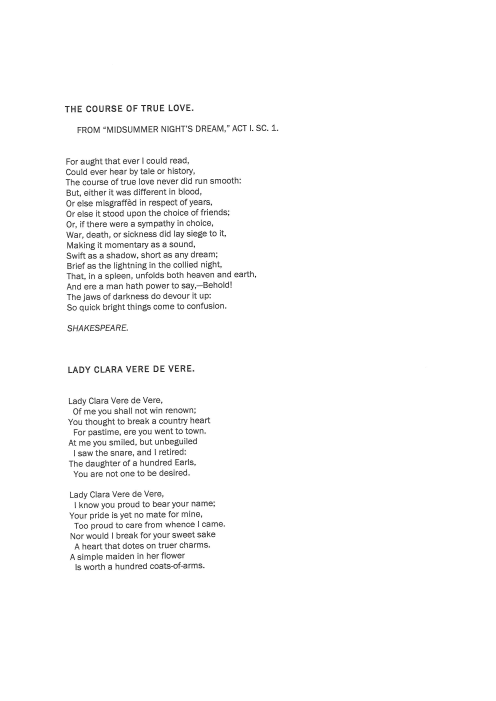 THE COURSE OF TRUE LOVE.
FROM “MIDSUMMER NIGHT’S DREAM,” ACT I. SC. 1.
For aught that ever I could read,
Could ever hear by tale or history,
The course of true love never did run smooth:
But, either it was different in blood,
Or else misgraffèd in respect of years,
Or else it stood upon the choice of friends;
Or, if there were a sympathy in choice,
War, death, or sickness did lay siege to it,
Making it momentary as a sound,
Swift as a shadow, short as any dream;
Brief as the lightning in the collied night,
That, in a spleen, unfolds both heaven and earth,
And ere a man hath power to say,—Behold!
The jaws of darkness do devour it up:
So quick bright things come to confusion.
SHAKESPEARE.
LADY CLARA VERE DE VERE.
Lady Clara Vere de Vere,
Of me you shall not win renown;
You thought to break a country heart
For pastime, ere you went to town.
At me you smiled, but unbeguiled
I saw the snare, and I retired:
The daughter of a hundred Earls,
You are not one to be desired.
Lady Clara Vere de Vere,
I know you proud to bear your name;
Your pride is yet no mate for mine,
Too proud to care from whence I came.
Nor would I break for your sweet sake
A heart that dotes on truer charms.
A simple maiden in her flower
Is worth a hundred coats-of-arms.